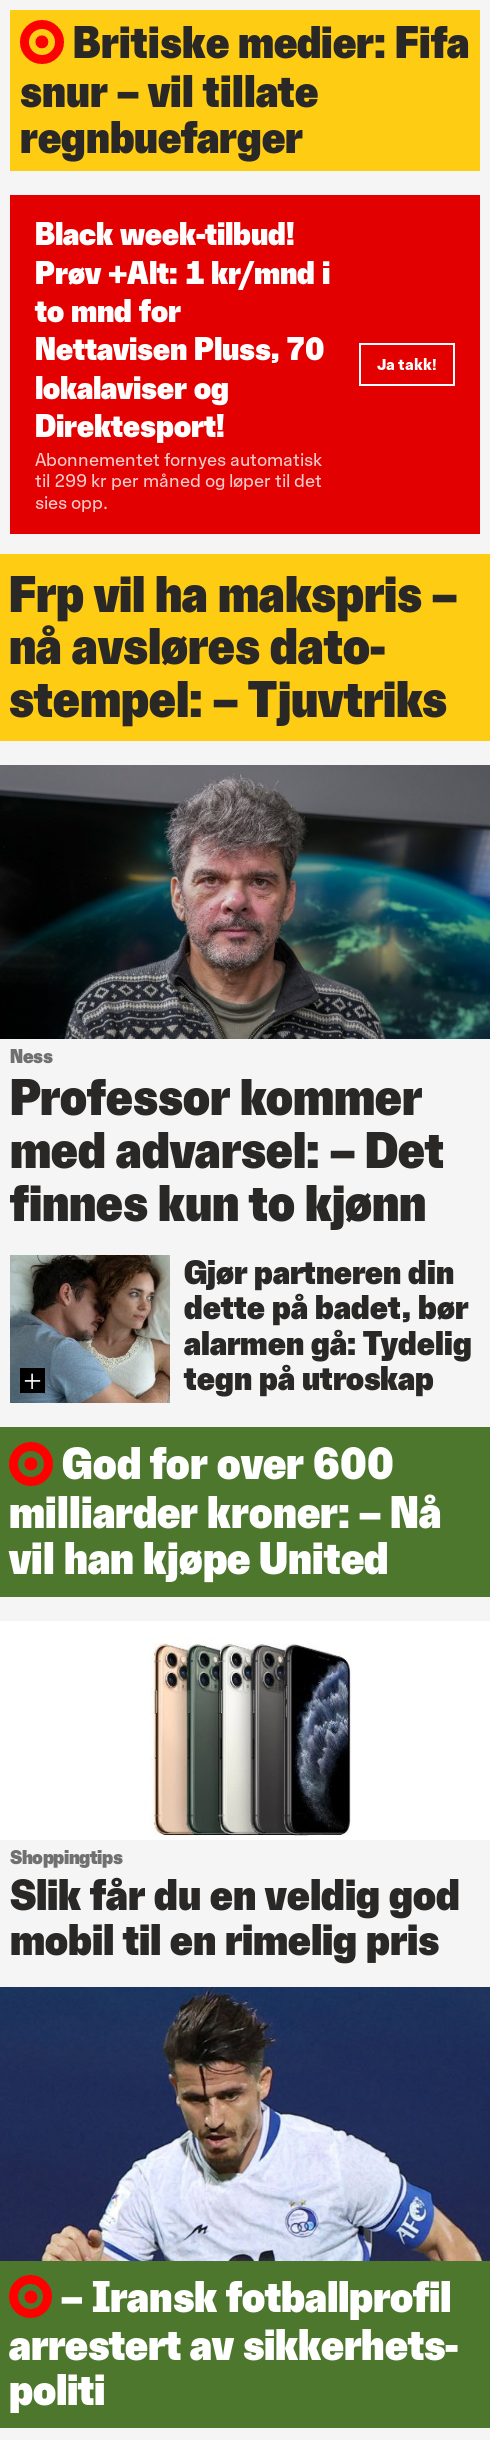 Britiske medier: Fifa
snur – vil tillate
regnbuefarger
Black week-tilbud!
Prøv +Alt: 1 kr/mnd i
to mnd for
Nettavisen Pluss, 70
lokalaviser og
Direktesport!
Ja takk!
Abonnementet fornyes automatisk
til 299 kr per måned og løper til det
sies opp.
Frp vil ha makspris –
nå avsløres dato-
stempel: – Tjuvtriks
Ness
Professor kommer
med advarsel: – Det
finnes kun to kjønn
Gjør partneren din
dette på badet, bør
alarmen gå: Tydelig
tegn på utroskap
God for over 600
milliarder kroner: – Nå
vil han kjøpe United
Shoppingtips
Slik får du en veldig god
mobil til en rimelig pris
AFC
– Iransk fotballprofil
arrestert av sikkerhets-
politi